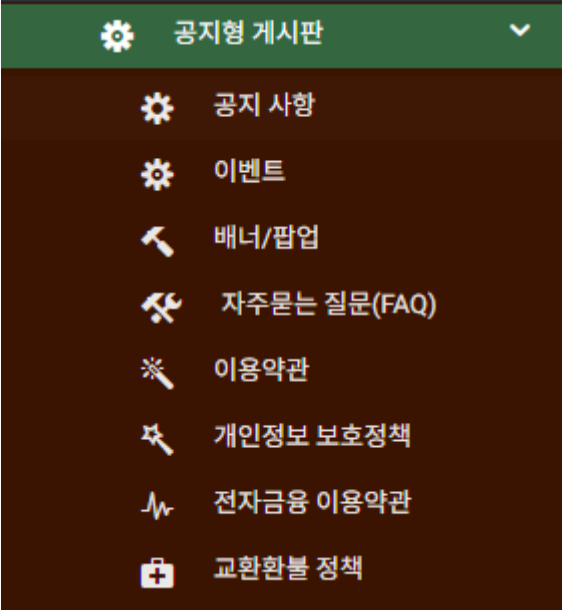 공지형 게시판
공지 사항
이벤트
배너/팝업
자주묻는 질문(FAQ)
이용약관
개인정보 보호정책
전자금융 이용약관
교환환불 정책